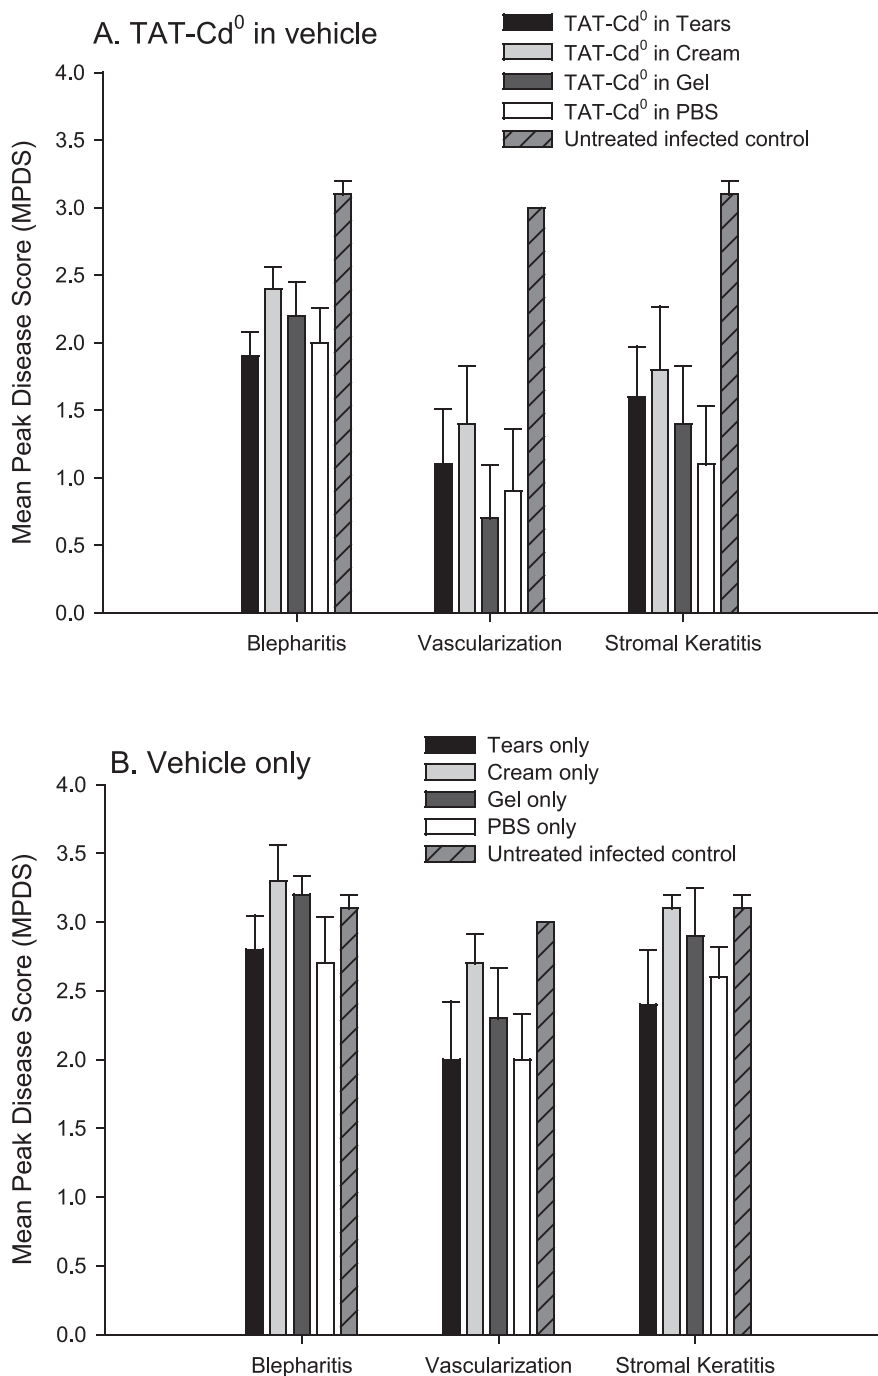 A. TAT-Cd⁰ in vehicle
TAT-Cd⁰ in Tears
TAT-Cd⁰ in Cream
TAT-Cd⁰ in Gel
TAT-Cd⁰ in PBS
Untreated infected control
Mean Peak Disease Score (MPDS)
4.0
3.5
3.0
2.5
2.0
1.5
1.0
0.5
0.0
Blepharitis Vascularization Stromal Keratitis
B. Vehicle only
Tears only
Cream only
Gel only
PBS only
Untreated infected control
Mean Peak Disease Score (MPDS)
4.0
3.5
3.0
2.5
2.0
1.5
1.0
0.5
0.0
Blepharitis Vascularization Stromal Keratitis